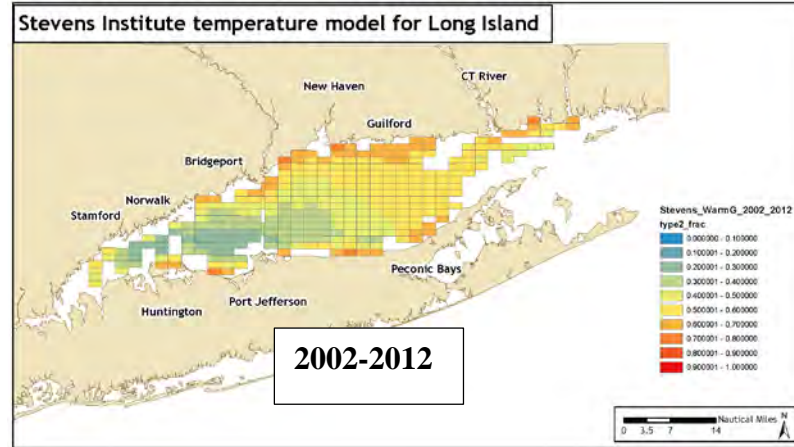 Stevens Institute temperature model for Long Island
CT River
New Haven
Guilford
Bridgeport
Norwalk
Stamford
Peconic Bays
Port Jefferson
Huntington
2002-2012
Stevens_WarmG_2002_2012
type2_frac
0.000000 - 0.100000
0.100001 - 0.200000
0.200001 - 0.300000
0.300001 - 0.400000
0.400001 - 0.500000
0.500001 - 0.600000
0.600001 - 0.700000
0.700001 - 0.800000
0.800001 - 0.900000
0.900001 - 1.000000
Nautical Miles N
0 3.5 7 14